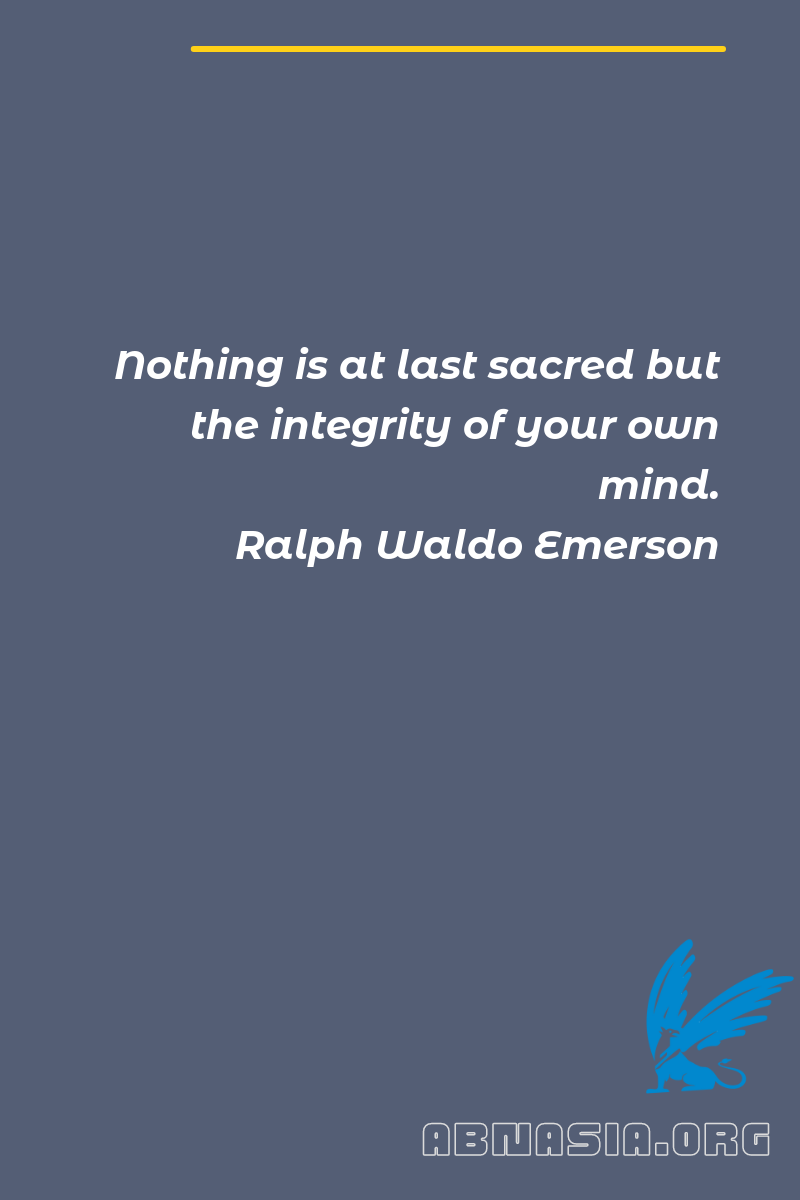 Nothing is at last sacred but
the integrity of your own
mind.
Ralph Waldo Emerson
ABNASIA.ORG